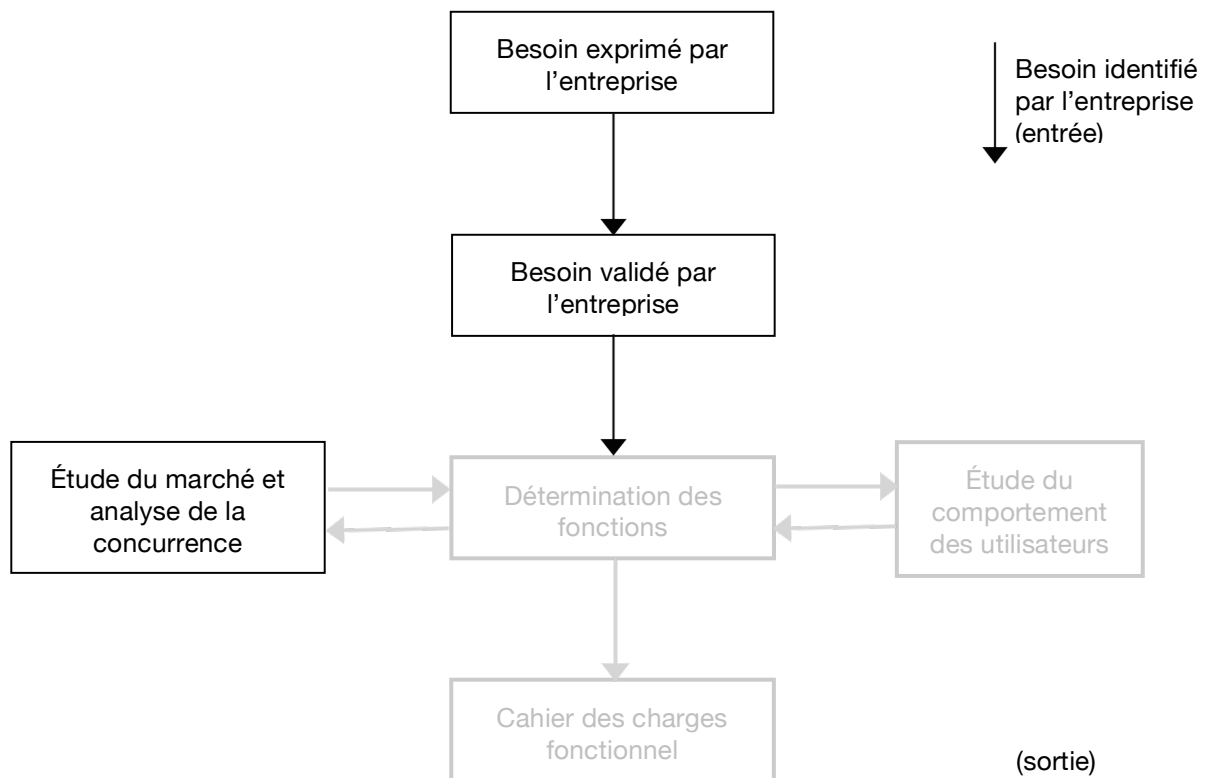 Besoin exprimé par
l'entreprise
Besoin identifié
par l'entreprise
(entrée)
Besoin validé par
l'entreprise
Étude du marché et
analyse de la
concurrence
Détermination des
fonctions
Étude du
comportement
des utilisateurs
Cahier des charges
fonctionnel
(sortie)